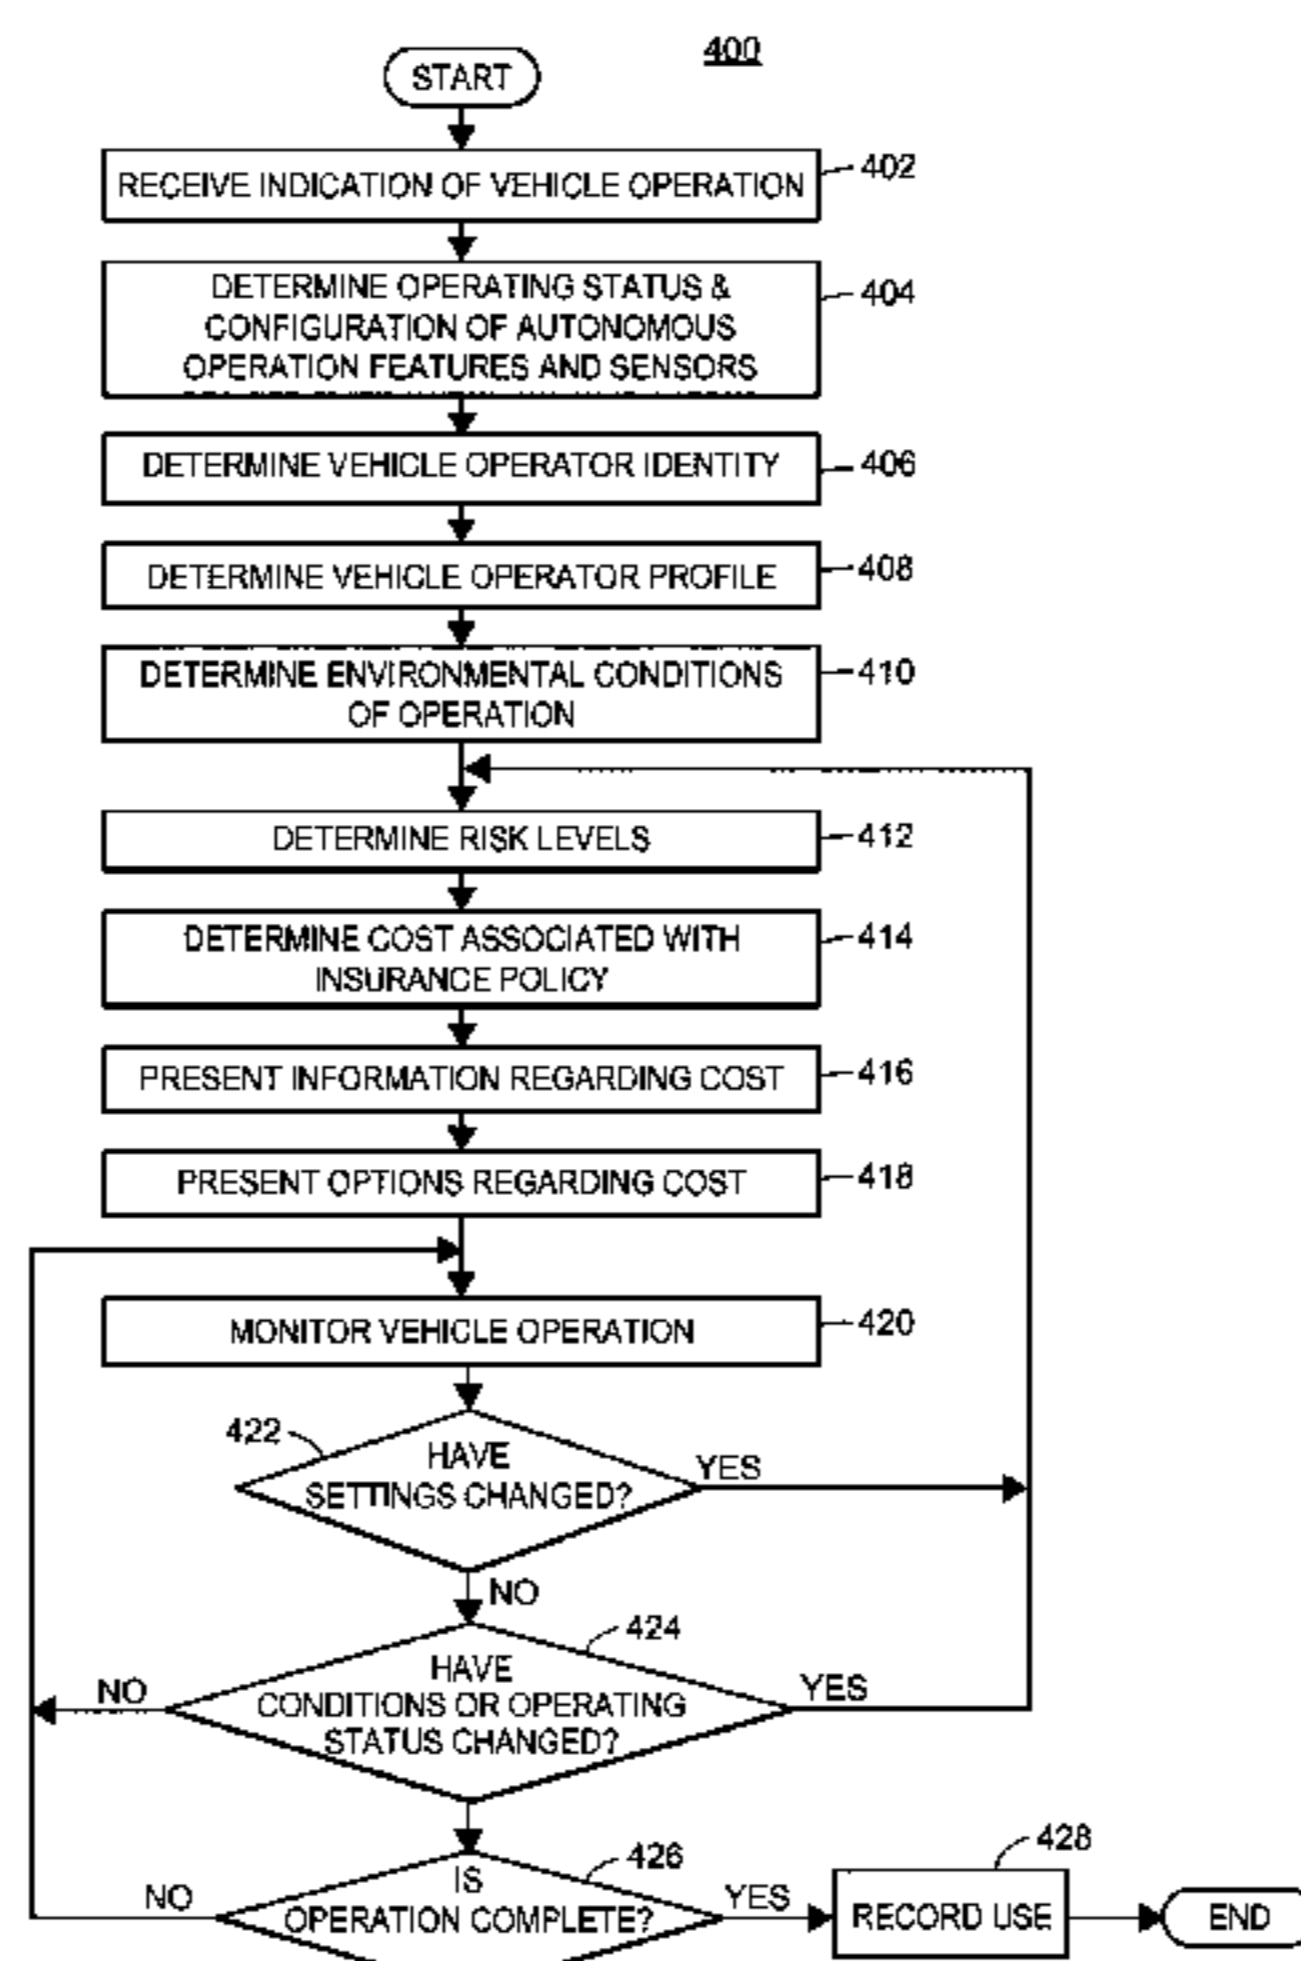 400
START
RECEIVE INDICATION OF VEHICLE OPERATION
402
DETERMINE OPERATING STATUS &
CONFIGURATION OF AUTONOMOUS
OPERATION FEATURES AND SENSORS
404
DETERMINE VEHICLE OPERATOR IDENTITY
406
DETERMINE VEHICLE OPERATOR PROFILE
408
DETERMINE ENVIRONMENTAL CONDITIONS
OF OPERATION
410
DETERMINE RISK LEVELS
412
DETERMINE COST ASSOCIATED WITH
INSURANCE POLICY
414
PRESENT INFORMATION REGARDING COST
416
PRESENT OPTIONS REGARDING COST
418
MONITOR VEHICLE OPERATION
420
422
HAVE
SETTINGS CHANGED?
YES
NO
424
HAVE
CONDITIONS OR OPERATING
STATUS CHANGED?
NO
YES
426
IS
OPERATION COMPLETE?
NO
YES
428
RECORD USE
END